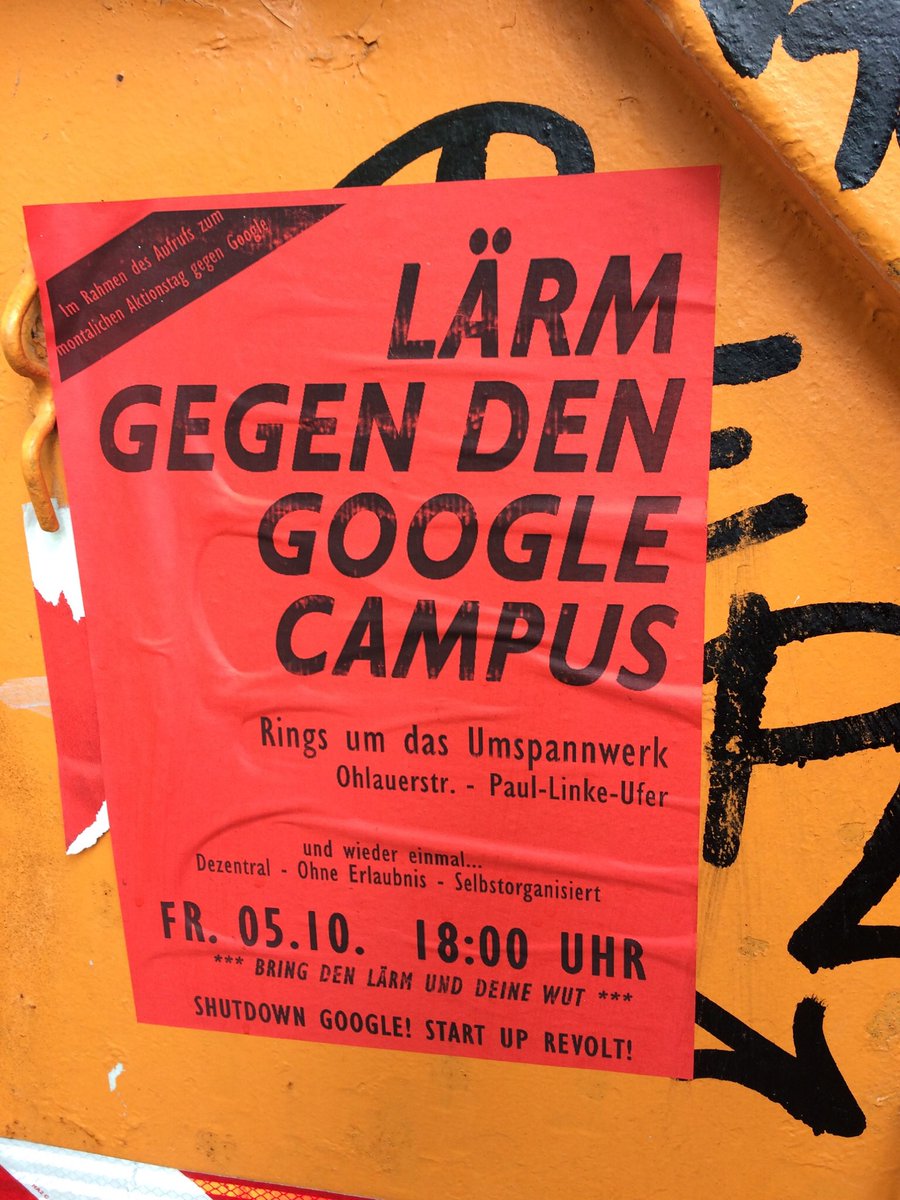 Im Rahmen des Aufrufs zum
montalichen Aktionstag gegen Google
LÄRM
GEGEN DEN
GOOGLE
CAMPUS
Rings um das Umspannwerk
Ohlauerstr. - Paul-Linke-Ufer
und wieder einmal...
Dezentral - Ohne Erlaubnis - Selbstorganisiert
FR. 05.10. 18:00 UHR
*** BRING DEN LÄRM UND DEINE WUT ***
SHUTDOWN GOOGLE! START UP REVOLT!